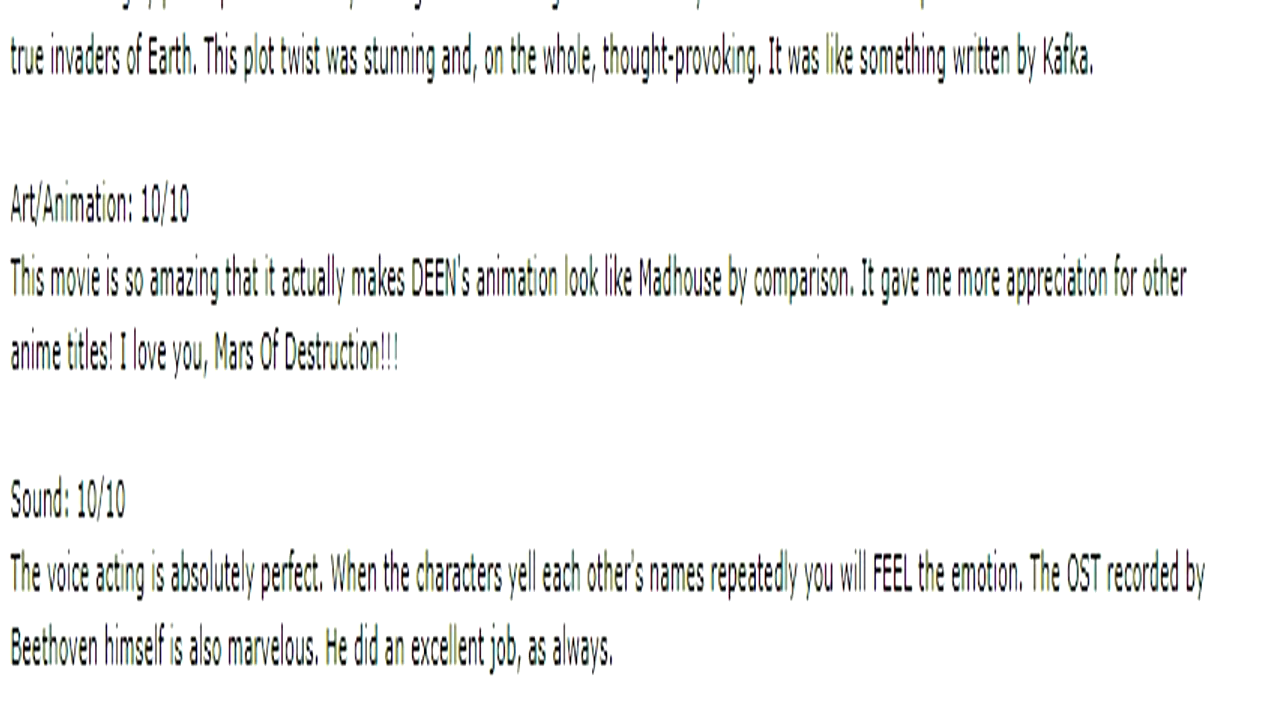 true invaders of Earth. This plot twist was stunning and, on the whole, thought-provoking. It was like something written by Kafka.
Art/Animation: 10/10
This movie is so amazing that it actually makes DEEN's animation look like Madhouse by comparison. It gave me more appreciation for other
anime titles! I love you, Mars Of Destruction!!!
Sound: 10/10
The voice acting is absolutely perfect. When the characters yell each other's names repeatedly you will FEEL the emotion. The OST recorded by
Beethoven himself is also marvelous. He did an excellent job, as always.